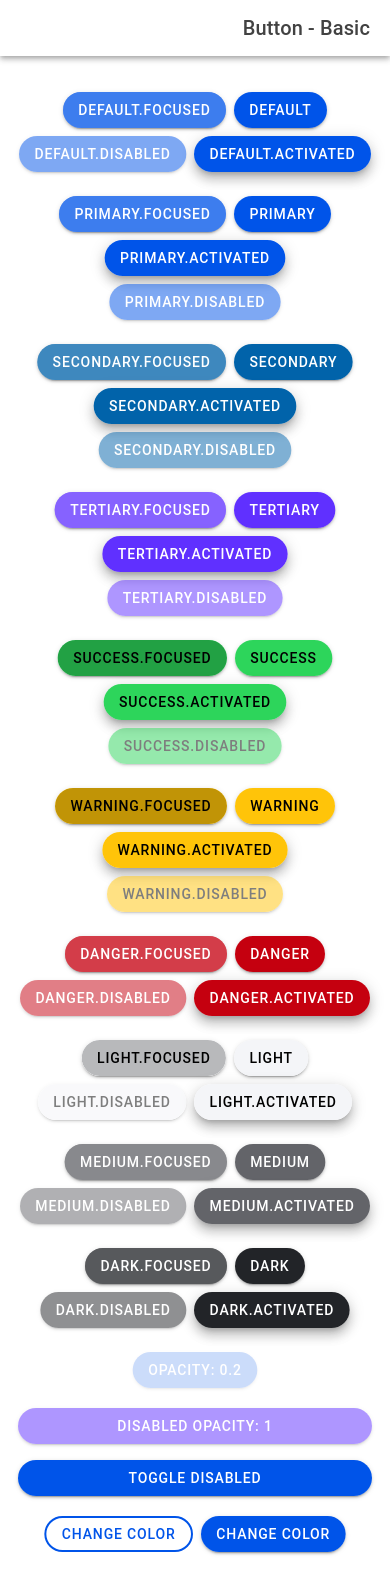 Button - Basic
DEFAULT.FOCUSED DEFAULT
DEFAULT.DISABLED DEFAULT.ACTIVATED
PRIMARY.FOCUSED PRIMARY
PRIMARY.ACTIVATED
PRIMARY.DISABLED
SECONDARY.FOCUSED SECONDARY
SECONDARY.ACTIVATED
SECONDARY.DISABLED
TERTIARY.FOCUSED TERTIARY
TERTIARY.ACTIVATED
TERTIARY.DISABLED
SUCCESS.FOCUSED SUCCESS
SUCCESS.ACTIVATED
SUCCESS.DISABLED
WARNING.FOCUSED WARNING
WARNING.ACTIVATED
WARNING.DISABLED
DANGER.FOCUSED DANGER
DANGER.DISABLED DANGER.ACTIVATED
LIGHT.FOCUSED LIGHT
LIGHT.DISABLED LIGHT.ACTIVATED
MEDIUM.FOCUSED MEDIUM
MEDIUM.DISABLED MEDIUM.ACTIVATED
DARK.FOCUSED DARK
DARK.DISABLED DARK.ACTIVATED
OPACITY: 0.2
DISABLED OPACITY: 1
TOGGLE DISABLED
CHANGE COLOR CHANGE COLOR